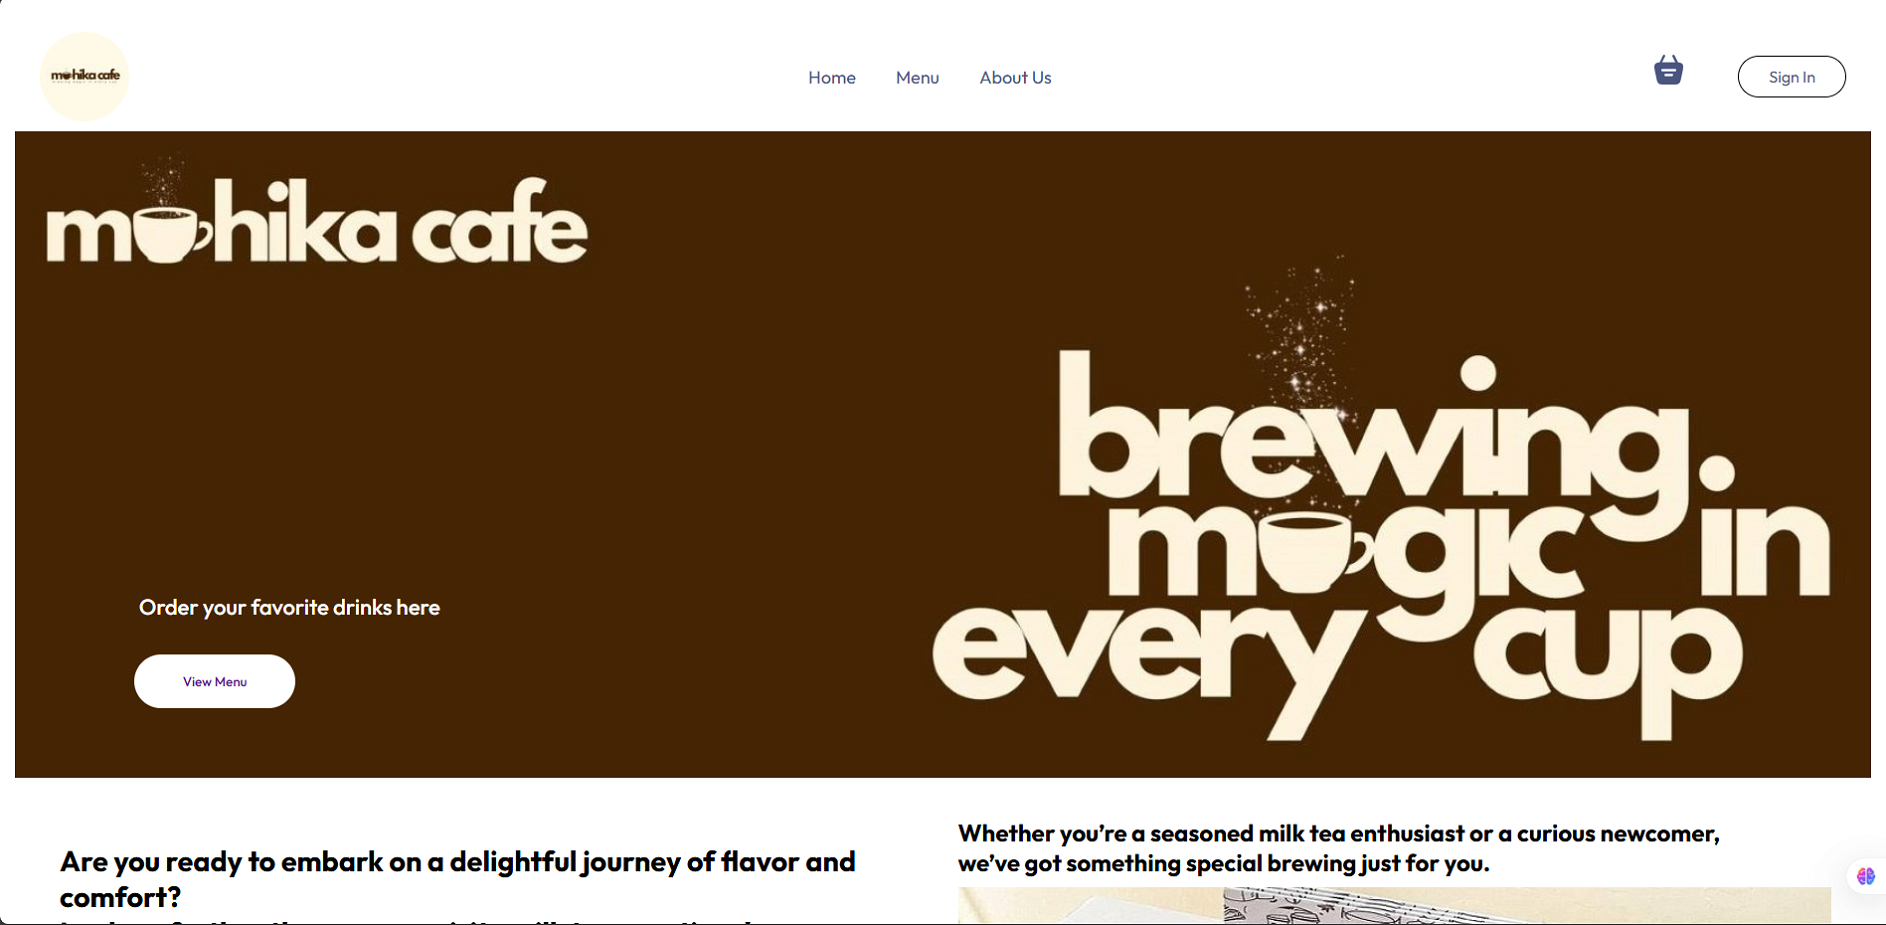 mohika cafe
Home
Menu
About Us
Sign In
mohika cafe
brewing.
magic in
every cup
Order your favorite drinks here
View Menu
Are you ready to embark on a delightful journey of flavor and
comfort?
Whether you’re a seasoned milk tea enthusiast or a curious newcomer,
we’ve got something special brewing just for you.